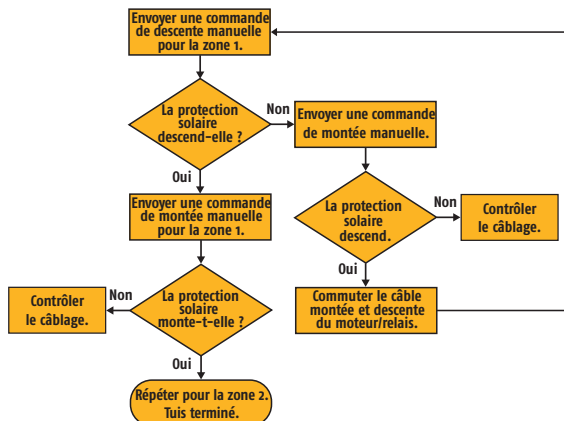 Envoyer une commande
de descente manuelle
pour la zone 1.
La
protection
solaire
descend-elle ?
Non
Envoyer une commande
de montée manuelle.
Oui
Envoyer une commande
de montée manuelle
pour la zone 1.
La protection
solaire
descend.
Non
Contrôler
le câblage.
Oui
Contrôler
le câblage.
Non
La protection
solaire
monte-t-elle ?
Commuter le câble
montée et descente
du moteur/relais.
Oui
Répéter pour la zone 2.
Tuis terminé.